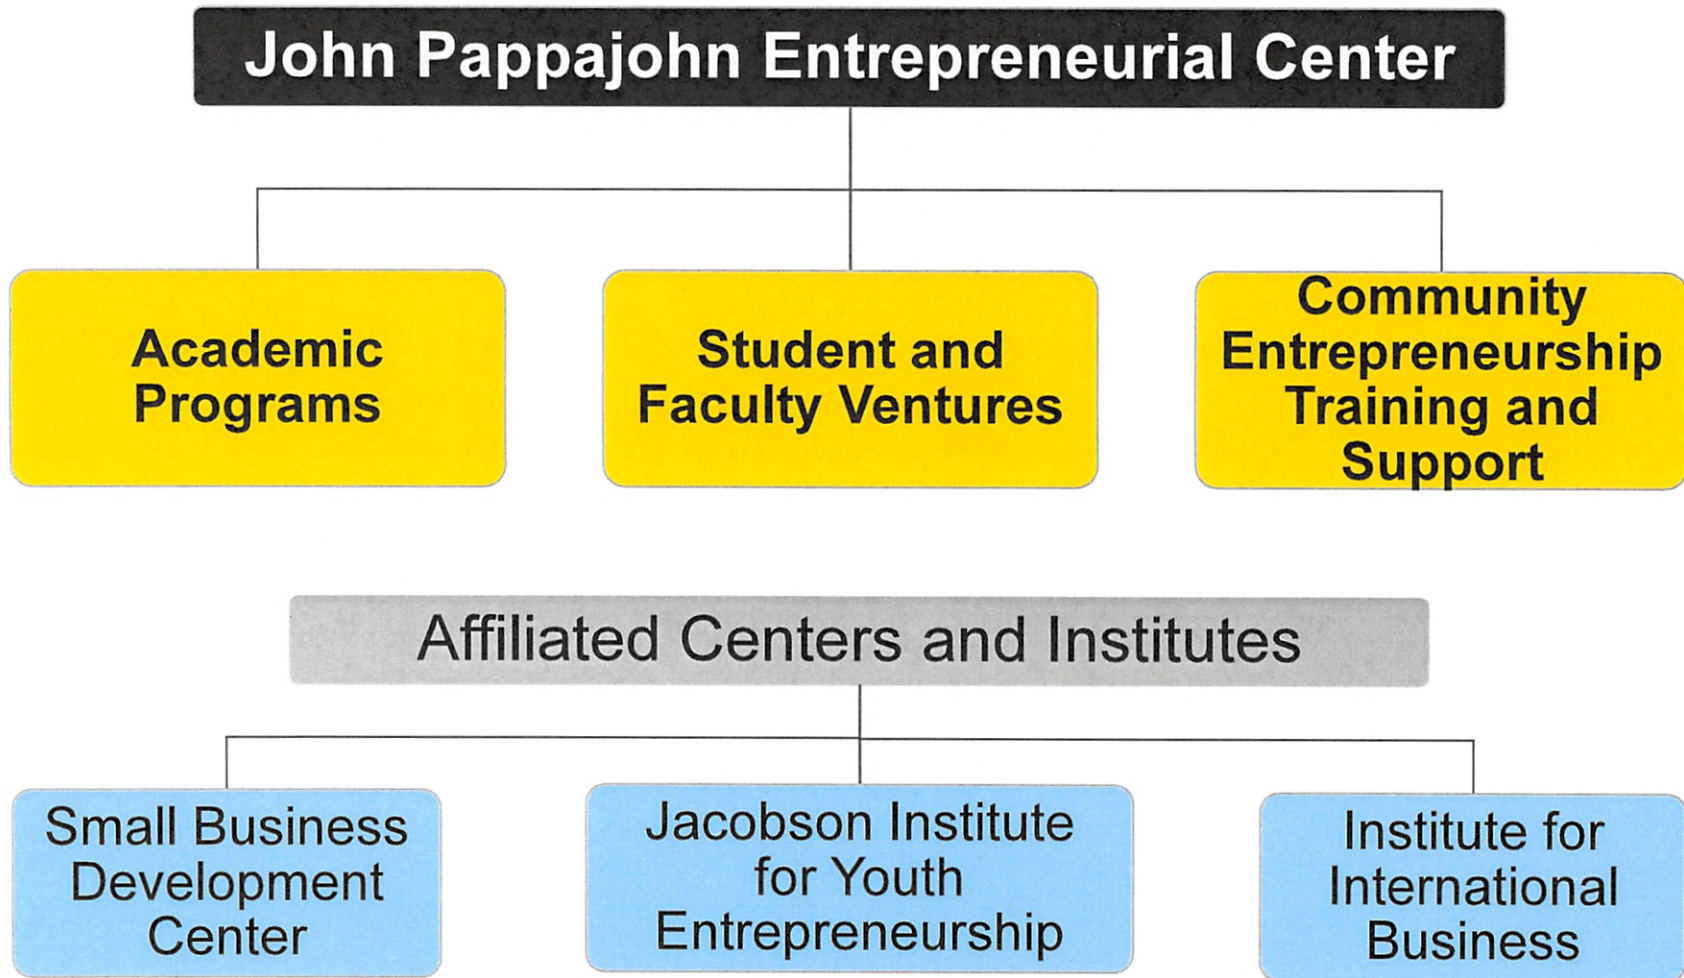 John Pappajohn Entrepreneurial Center
Academic
Programs
Student and
Faculty Ventures
Community
Entrepreneurship
Training and
Support
Affiliated Centers and Institutes
Small Business
Development
Center
Jacobson Institute
for Youth
Entrepreneurship
Institute for
International
Business